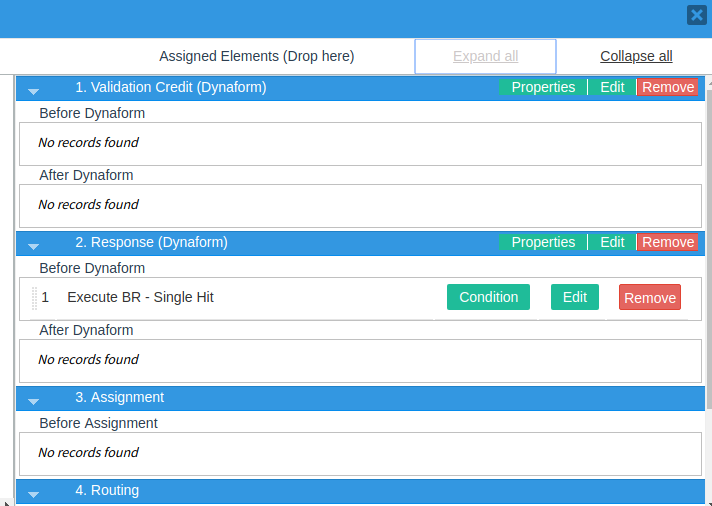 Assigned Elements (Drop here) Expand all Collapse all
1. Validation Credit (Dynaform) Properties Edit Remove
Before Dynaform
No records found
After Dynaform
No records found
2. Response (Dynaform) Properties Edit Remove
Before Dynaform
1 Execute BR - Single Hit Condition Edit Remove
After Dynaform
No records found
3. Assignment
Before Assignment
No records found
4. Routing